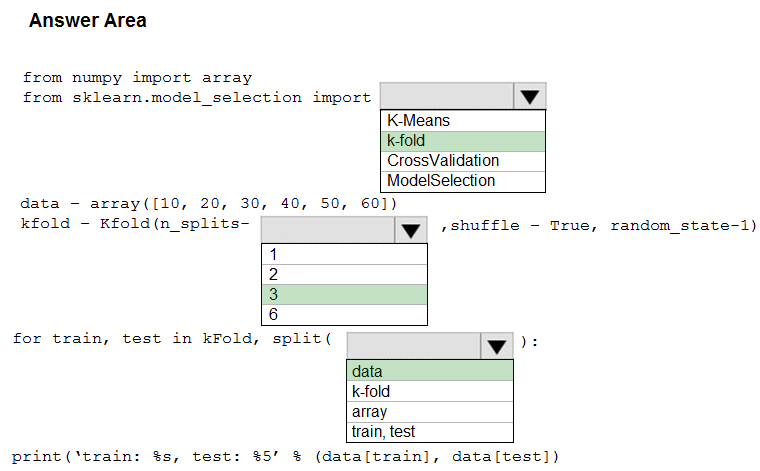 Answer Area
from numpy import array
from sklearn.model_selection import
K-Means
k-fold
CrossValidation
ModelSelection
data – array([10, 20, 30, 40, 50, 60])
kfold – Kfold(n_splits- ,shuffle – True, random_state-1)
1
2
3
6
for train, test in kFold, split( ):
data
k-fold
array
train, test
print(‘train: %s, test: %5’ % (data[train], data[test])